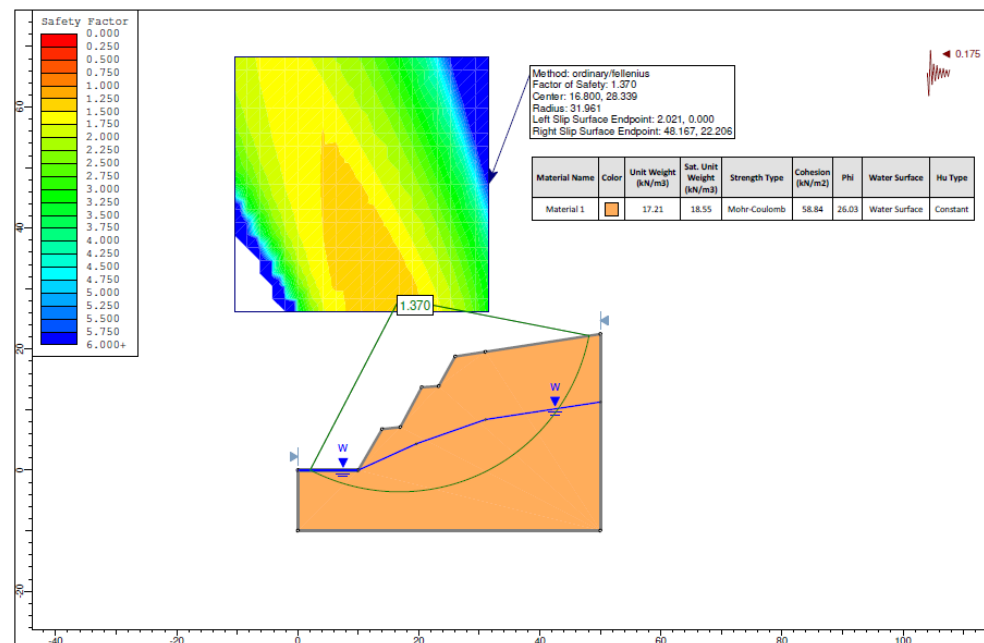 Safety Factor
0.000
0.250
0.500
0.750
1.000
1.250
1.500
1.750
2.000
2.250
2.500
2.750
3.000
3.250
3.500
3.750
4.000
4.250
4.500
4.750
5.000
5.250
5.500
5.750
6.000+
0.175
Method: ordinary/fellenius
Factor of Safety: 1.370
Center: 16.800, 28.339
Radius: 31.961
Left Slip Surface Endpoint: 2.021, 0.000
Right Slip Surface Endpoint: 48.167, 22.206
Material Name Color Unit Weight (kN/m3) Sat. Unit Weight (kN/m3) Strength Type Cohesion (kN/m2) Phi Water Surface Hu Type
Material 1 17.21 18.55 Mohr-Coulomb 58.84 26.03 Water Surface Constant
1.370
W
W
60
40
20
0
-20
-40 -20 0 20 40 60 80 100